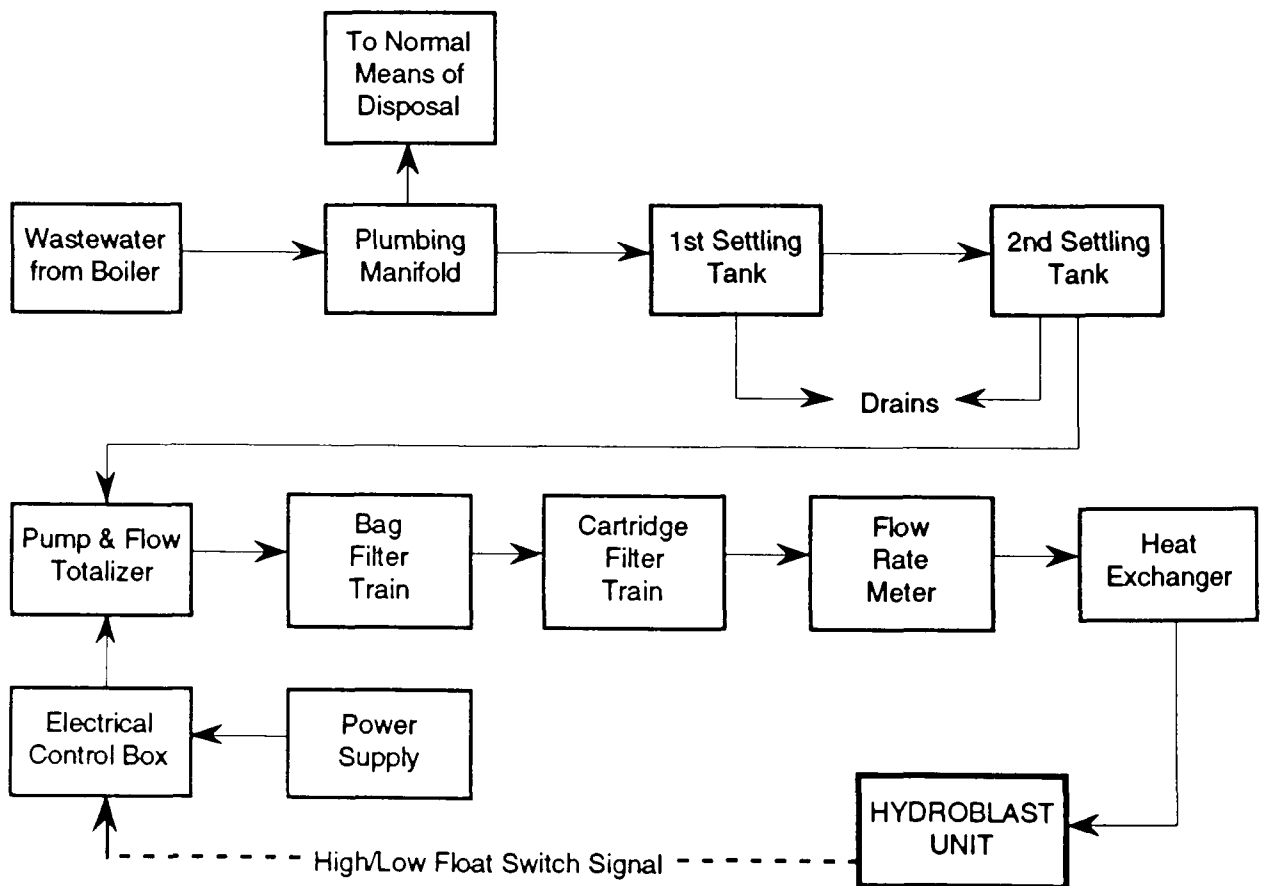 To Normal
Means of
Disposal
Wastewater
from Boiler
Plumbing
Manifold
1st Settling
Tank
2nd Settling
Tank
Drains
Pump & Flow
Totalizer
Bag
Filter
Train
Cartridge
Filter
Train
Flow
Rate
Meter
Heat
Exchanger
Electrical
Control Box
Power
Supply
HYDROBLAST
UNIT
High/Low Float Switch Signal